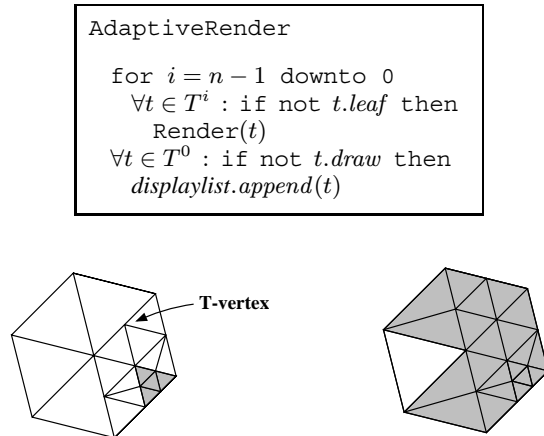 AdaptiveRender
for i = n − 1 downto 0
∀t ∈ T^i : if not t.leaf then
Render(t)
∀t ∈ T^0 : if not t.draw then
displaylist.append(t)
T-vertex